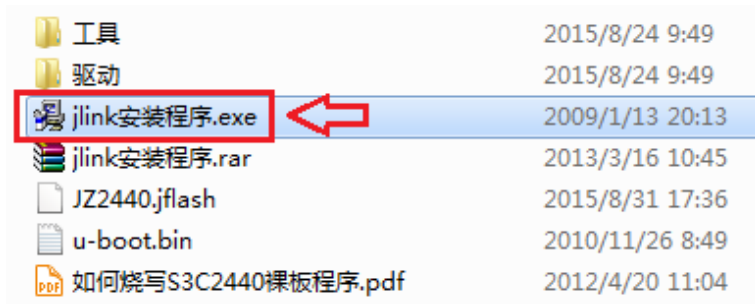 工具 2015/8/24 9:49
驱动 2015/8/24 9:49
jlink安装程序.exe 2009/1/13 20:13
jlink安装程序.rar 2013/3/16 10:45
JZ2440.jflash 2015/8/31 17:36
u-boot.bin 2010/11/26 8:49
如何烧写S3C2440裸板程序.pdf 2012/4/20 11:04